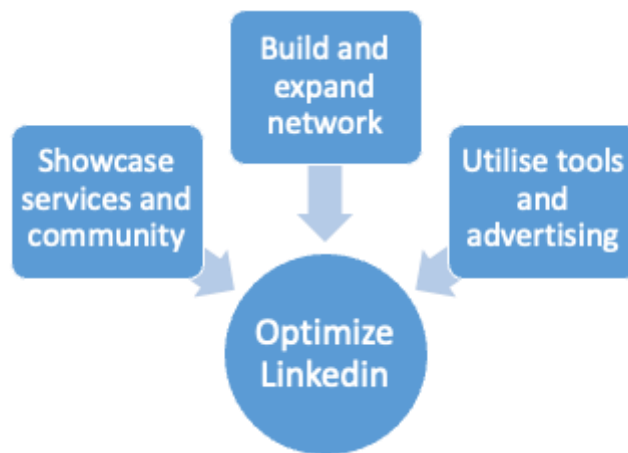 Build and
expand
network
Showcase
services and
community
Utilise tools
and
advertising
Optimize
Linkedin